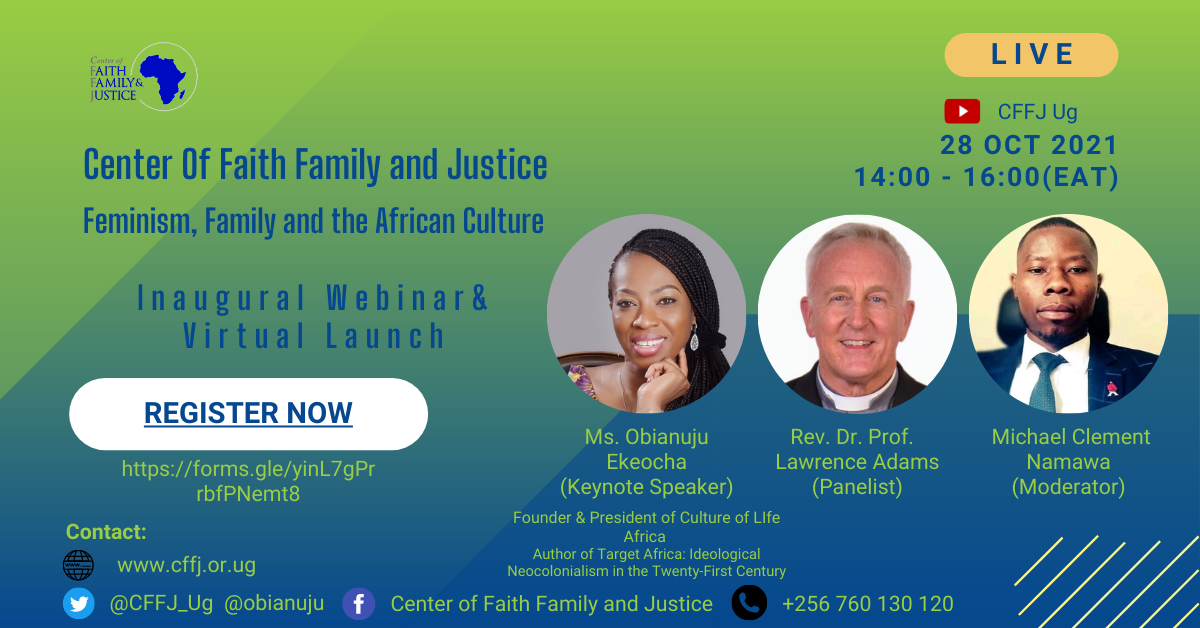 Center of
FAITH
FAMILY&
JUSTICE
LIVE
CFFJ Ug
28 OCT 2021
14:00 - 16:00(EAT)
Center Of Faith Family and Justice
Feminism, Family and the African Culture
Inaugural Webinar&
Virtual Launch
REGISTER NOW
https://forms.gle/yinL7gPr
rbfPNemt8
Ms. Obianuju
Ekeocha
(Keynote Speaker)
Founder & President of Culture of LIfe
Africa
Author of Target Africa: Ideological
Neocolonialism in the Twenty-First Century
Rev. Dr. Prof.
Lawrence Adams
(Panelist)
Michael Clement
Namawa
(Moderator)
Contact:
www.cffj.or.ug
@CFFJ_Ug @obianuju
Center of Faith Family and Justice
+256 760 130 120